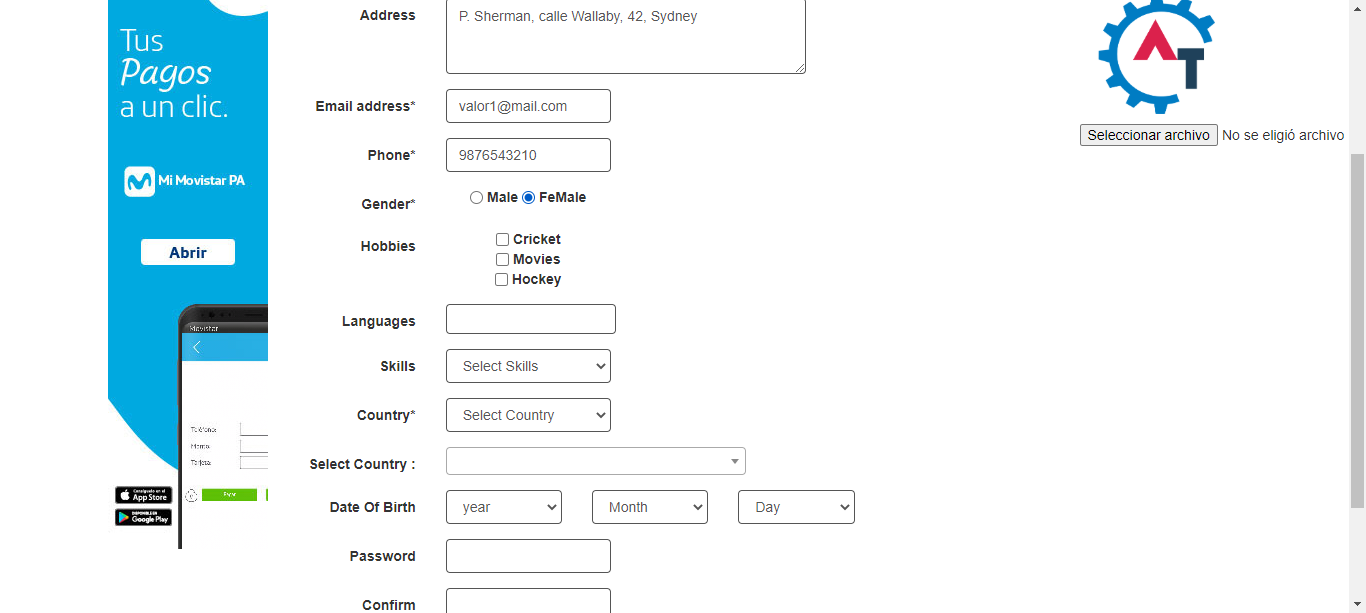 Tus
Pagos
a un clic.
Mi Movistar PA
Abrir
Movistar
Teléfono:
Monto:
Tarjeta:
Pagar
Consíguelo en el
App Store
DISPONIBLE EN
Google Play
Address
P. Sherman, calle Wallaby, 42, Sydney
Email address*
valor1@mail.com
Phone*
9876543210
Gender*
Male FeMale
Hobbies
Cricket
Movies
Hockey
Languages
Skills
Select Skills
Country*
Select Country
Select Country :
Date Of Birth
year Month Day
Password
Confirm
AT
Seleccionar archivo No se eligió archivo